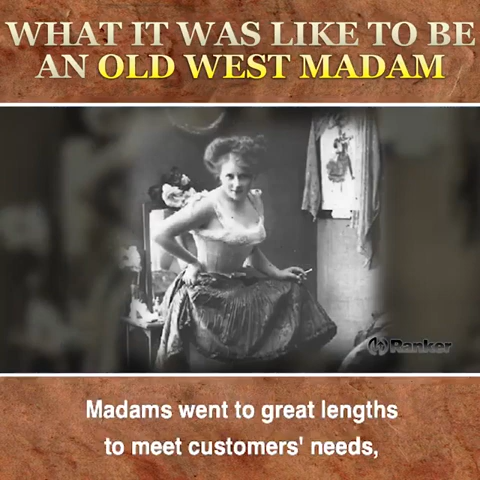 WHAT IT WAS LIKE TO BE
AN OLD WEST MADAM
Ranker
Madams went to great lengths
to meet customers' needs,